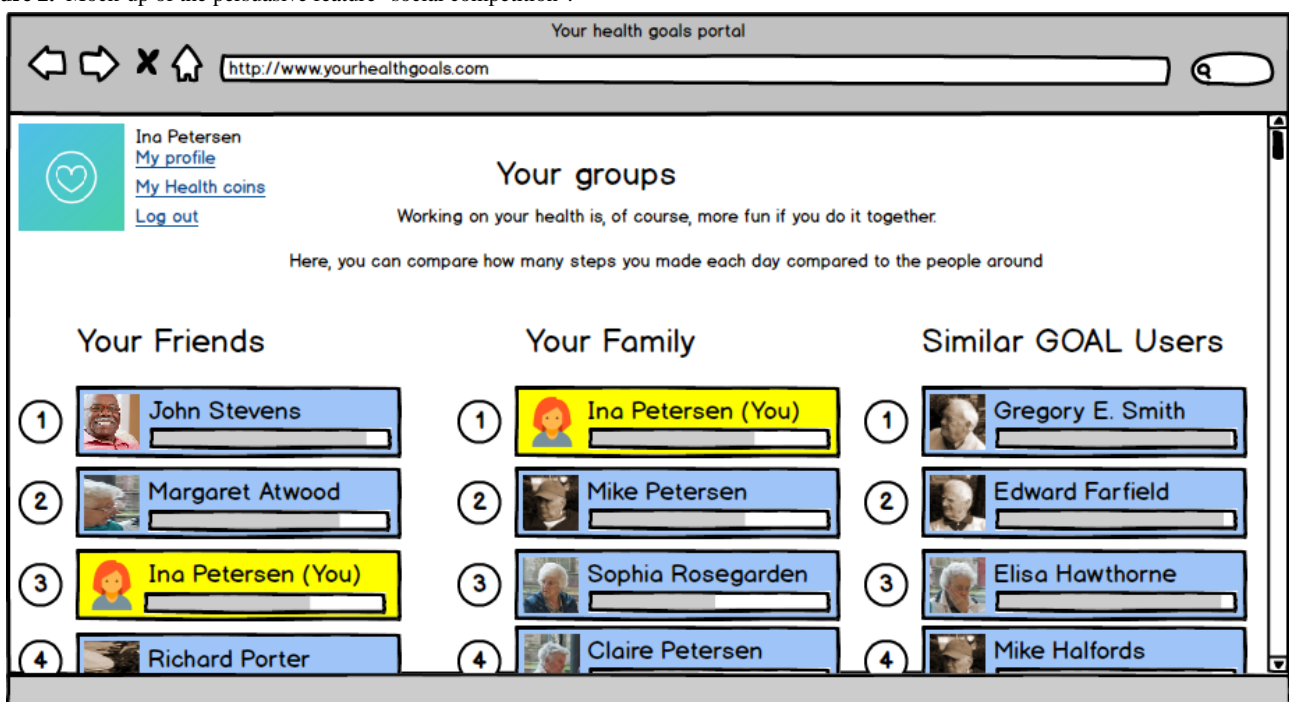 Your health goals portal
http://www.yourhealthgoals.com
Ina Petersen
My profile
My Health coins
Log out
Your groups
Working on your health is, of course, more fun if you do it together.
Here, you can compare how many steps you made each day compared to the people around
Your Friends
1 John Stevens
2 Margaret Atwood
3 Ina Petersen (You)
4 Richard Porter
Your Family
1 Ina Petersen (You)
2 Mike Petersen
3 Sophia Rosegarden
4 Claire Petersen
Similar GOAL Users
1 Gregory E. Smith
2 Edward Farfield
3 Elisa Hawthorne
4 Mike Halfords